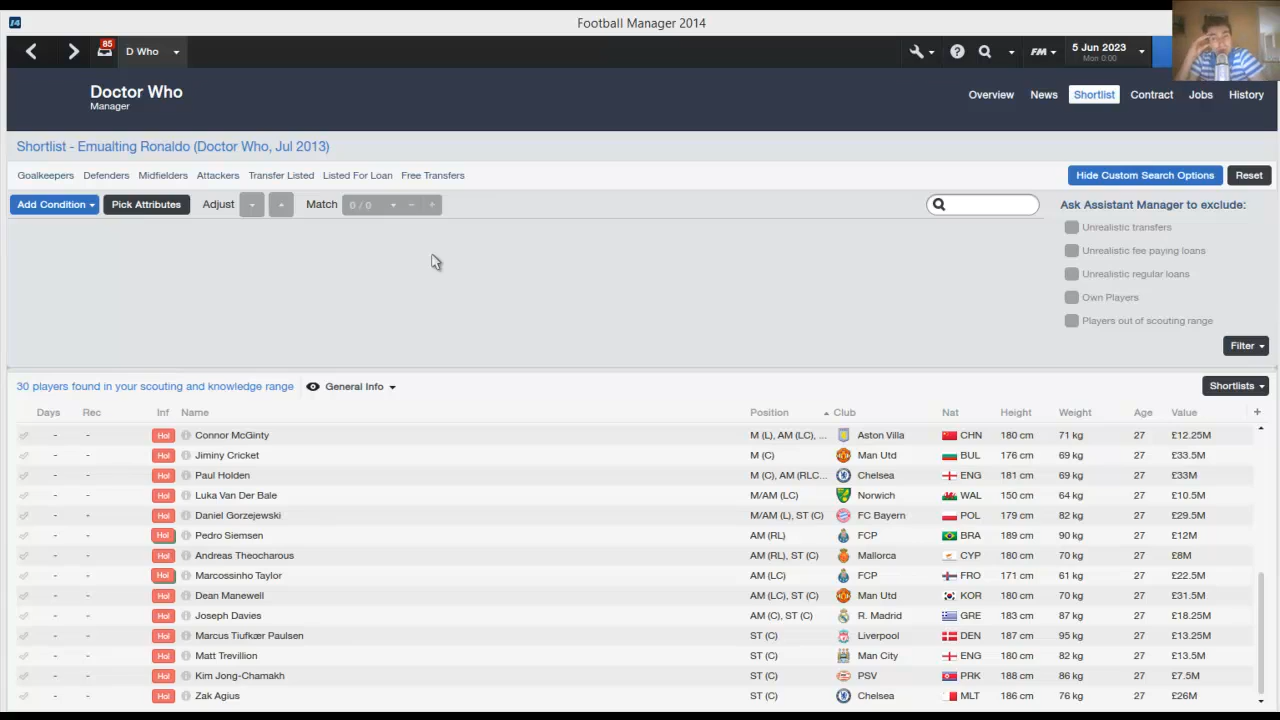 Football Manager 2014
85
D Who
FM
5 Jun 2023
Mon 0:00
Doctor Who
Manager
Overview News Shortlist Contract Jobs History
Shortlist - Emualting Ronaldo (Doctor Who, Jul 2013)
Goalkeepers Defenders Midfielders Attackers Transfer Listed Listed For Loan Free Transfers
Hide Custom Search Options Reset
Add Condition Pick Attributes Adjust Match 0 / 0
Ask Assistant Manager to exclude:
Unrealistic transfers
Unrealistic fee paying loans
Unrealistic regular loans
Own Players
Players out of scouting range
Filter
30 players found in your scouting and knowledge range General Info Shortlists
Days Rec Inf Name Position Club Nat Height Weight Age Value +
- - Hol Connor McGinty M (L), AM (LC), ... Aston Villa CHN 180 cm 71 kg 27 £12.25M
- - Hol Jiminy Cricket M (C) Man Utd BUL 176 cm 69 kg 27 £33.5M
- - Hol Paul Holden M (C), AM (RLC... Chelsea ENG 181 cm 69 kg 27 £33M
- - Hol Luka Van Der Bale M/AM (LC) Norwich WAL 150 cm 64 kg 27 £10.5M
- - Hol Daniel Gorzejewski M/AM (L), ST (C) FC Bayern POL 179 cm 82 kg 27 £29.5M
- - Hol Pedro Siemsen AM (RL) FCP BRA 189 cm 90 kg 27 £12M
- - Hol Andreas Theocharous AM (RL), ST (C) Mallorca CYP 180 cm 70 kg 27 £8M
- - Hol Marcossinho Taylor AM (LC) FCP FRO 171 cm 61 kg 27 £22.5M
- - Hol Dean Manewell AM (LC), ST (C) Man Utd KOR 180 cm 70 kg 27 £31.5M
- - Hol Joseph Davies AM (C), ST (C) R. Madrid GRE 183 cm 87 kg 27 £18.25M
- - Hol Marcus Tiufkær Paulsen ST (C) Liverpool DEN 187 cm 95 kg 27 £13.25M
- - Hol Matt Trevillion ST (C) Man City ENG 180 cm 82 kg 27 £13.5M
- - Hol Kim Jong-Chamakh ST (C) PSV PRK 188 cm 86 kg 27 £7.5M
- - Hol Zak Agius ST (C) Chelsea MLT 186 cm 76 kg 27 £26M